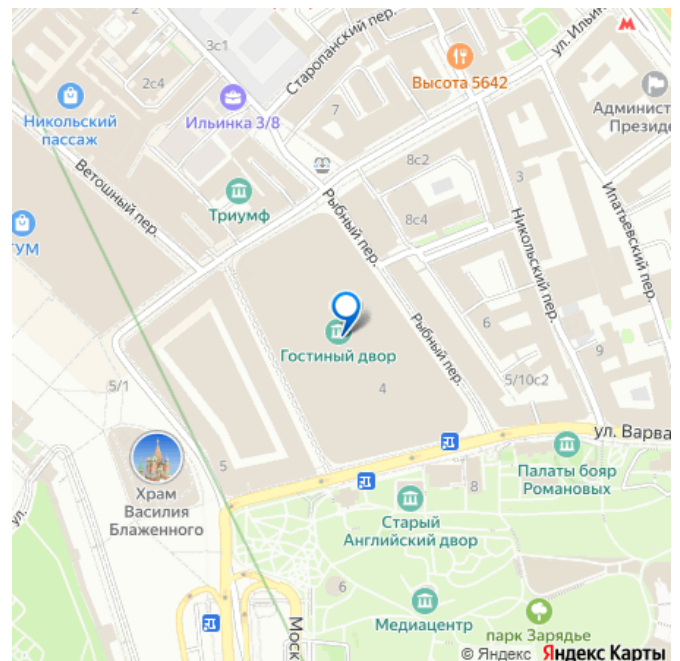 3с1
Старопанский пер.
ул. Ильин
2с4
Высота 5642
Никольский
пассаж
Ильинка 3/8
7
Админист
Президе
8с2
3
Ветошный пер.
Триумф
Рыбный пер.
8с4
Никольский пер.
Ипатьевский пер.
ГУМ
Гостиный двор
4
Рыбный пер.
6
9
5/10с2
5/1
ул. Варва
5
Храм
Василия
Блаженного
Палаты бояр
Романовых
8
Старый
Английский двор
ул.
6
Медиацентр
парк Зарядье
Моск
© Яндекс Яндекс Карты